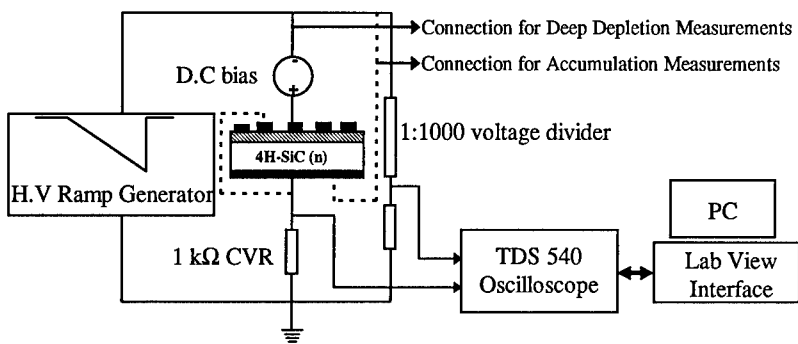 Connection for Deep Depletion Measurements
D.C bias
-
+
Connection for Accumulation Measurements
1:1000 voltage divider
4H-SiC (n)
H.V Ramp Generator
PC
1 kΩ CVR
TDS 540
Oscilloscope
Lab View
Interface